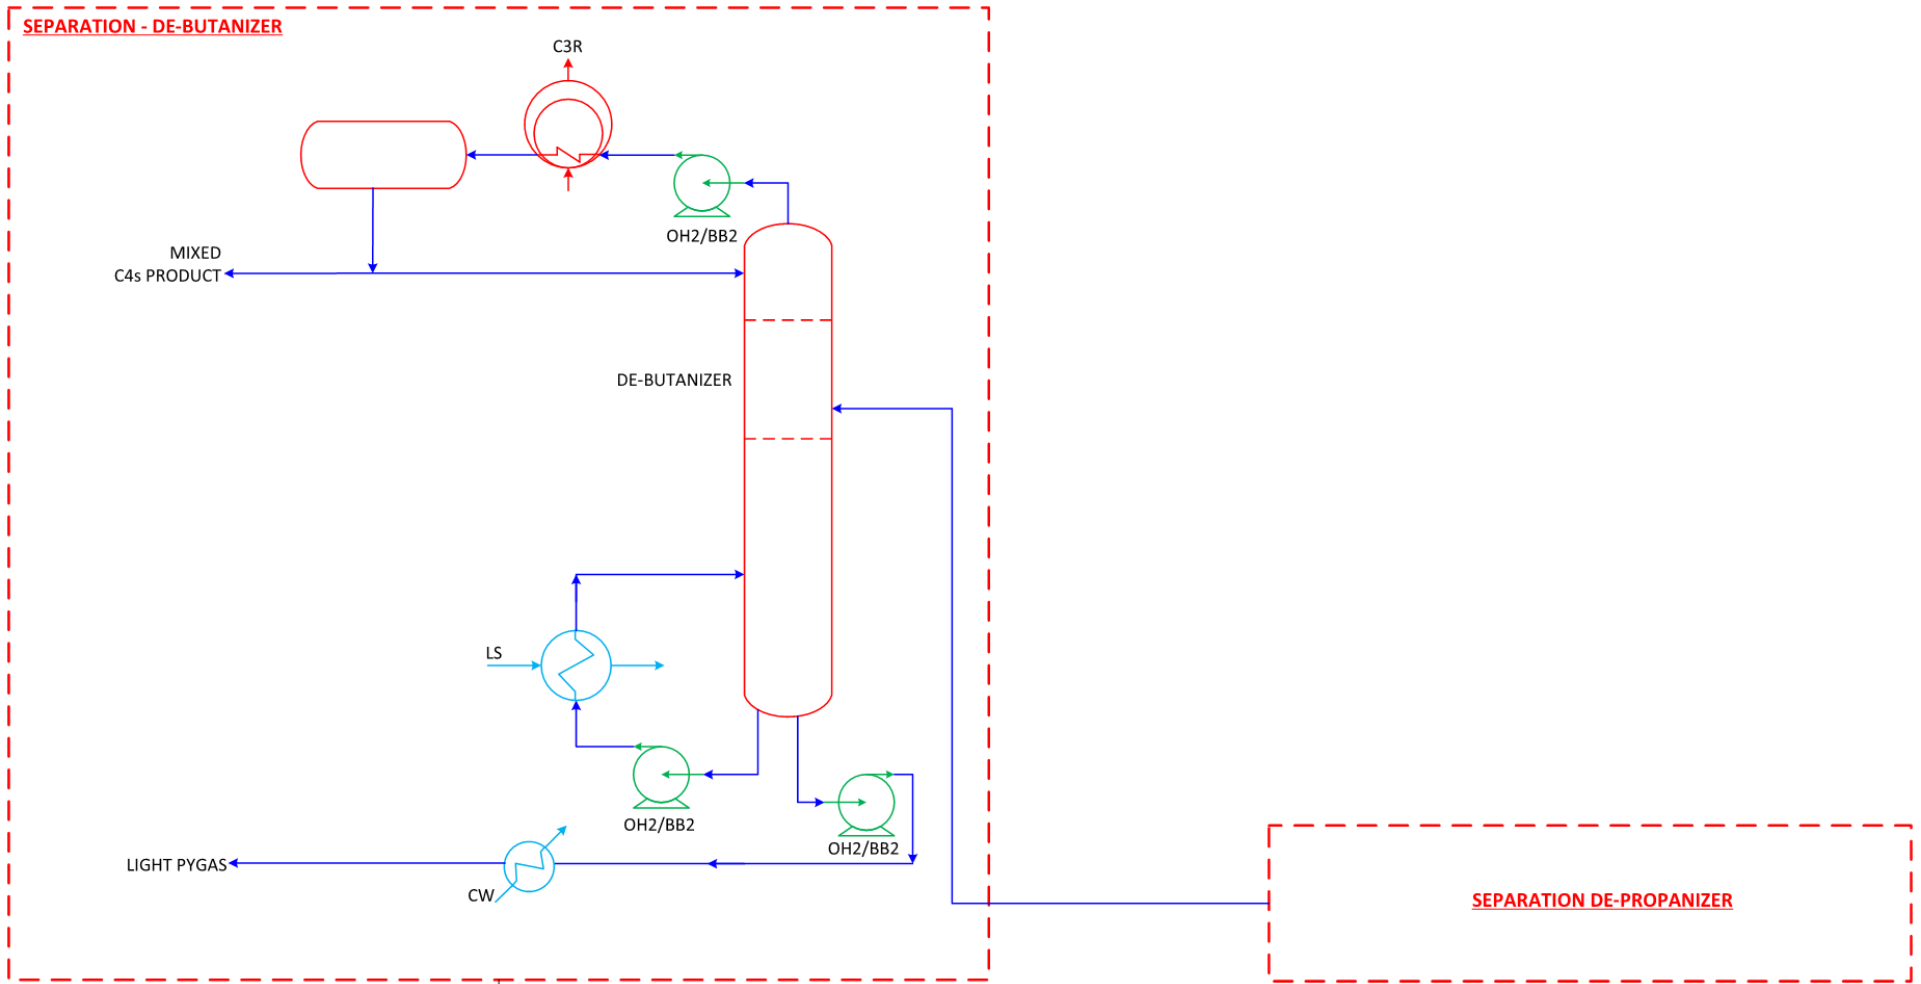 SEPARATION - DE-BUTANIZER
C3R
OH2/BB2
MIXED
C4s PRODUCT
DE-BUTANIZER
LS
OH2/BB2
OH2/BB2
LIGHT PYGAS
CW
SEPARATION DE-PROPANIZER